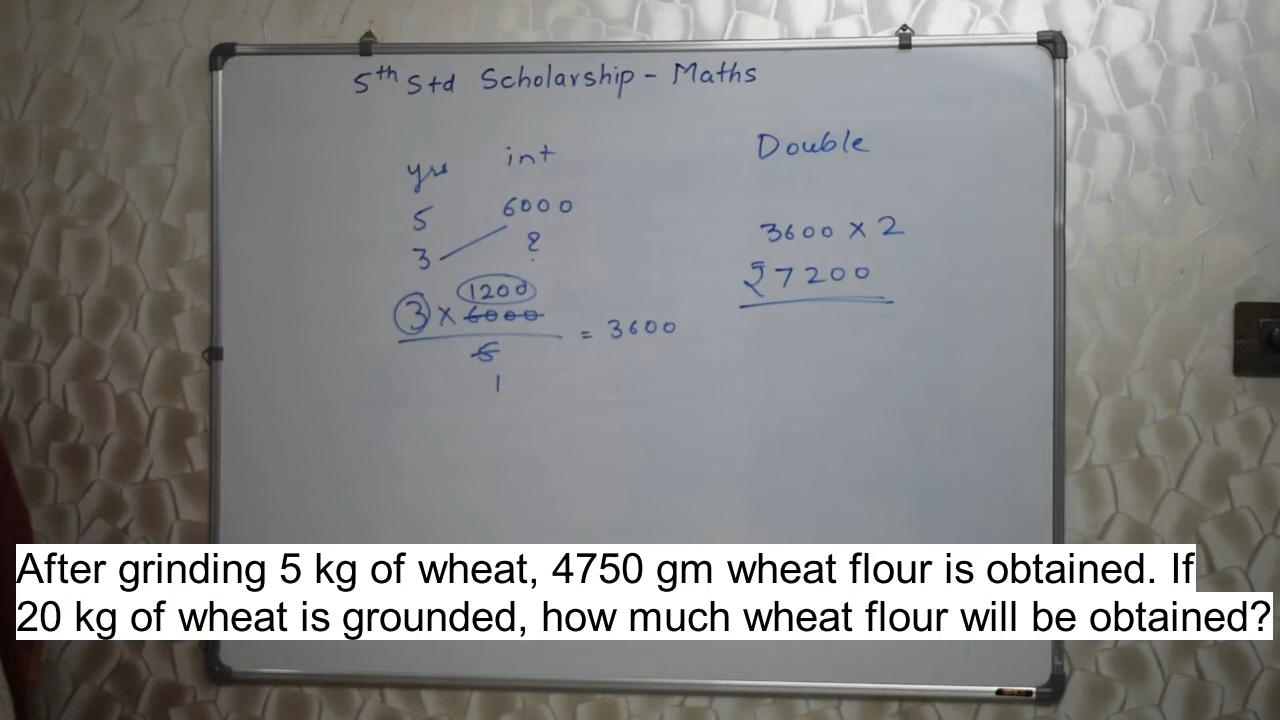 5th Std Scholarship - Maths
yrs int
5 6000
3 ?
1200
3 x 6000 = 3600
5
1
Double
3600 x 2
₹7200
After grinding 5 kg of wheat, 4750 gm wheat flour is obtained. If
20 kg of wheat is grounded, how much wheat flour will be obtained?